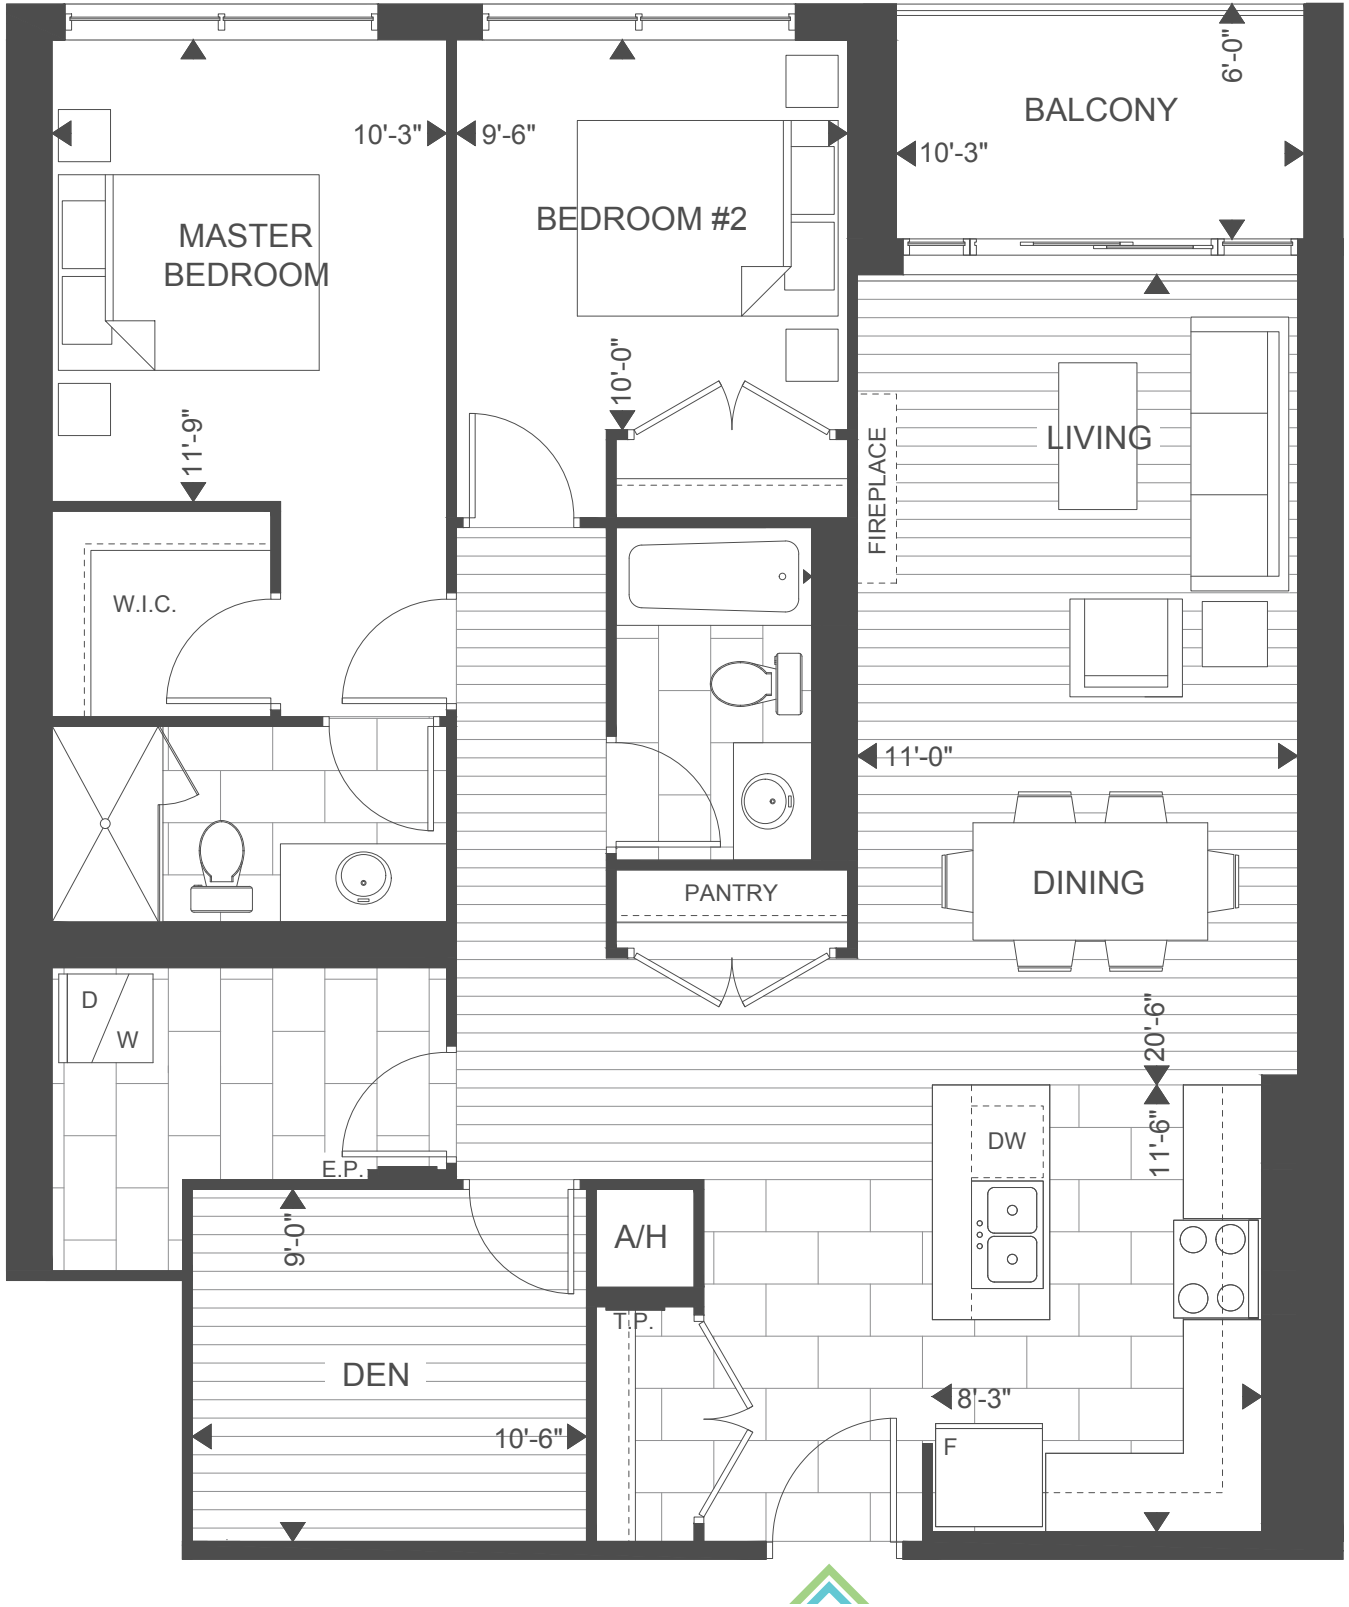 6'-0"
BALCONY
10'-3"
9'-6"
10'-3"
MASTER
BEDROOM
BEDROOM #2
10'-0"
11'-9"
LIVING
FIREPLACE
W.I.C.
11'-0"
DINING
PANTRY
D
W
20'-6"
11'-6"
DW
E.P.
9'-0"
A/H
T.P.
DEN
8'-3"
10'-6"
F